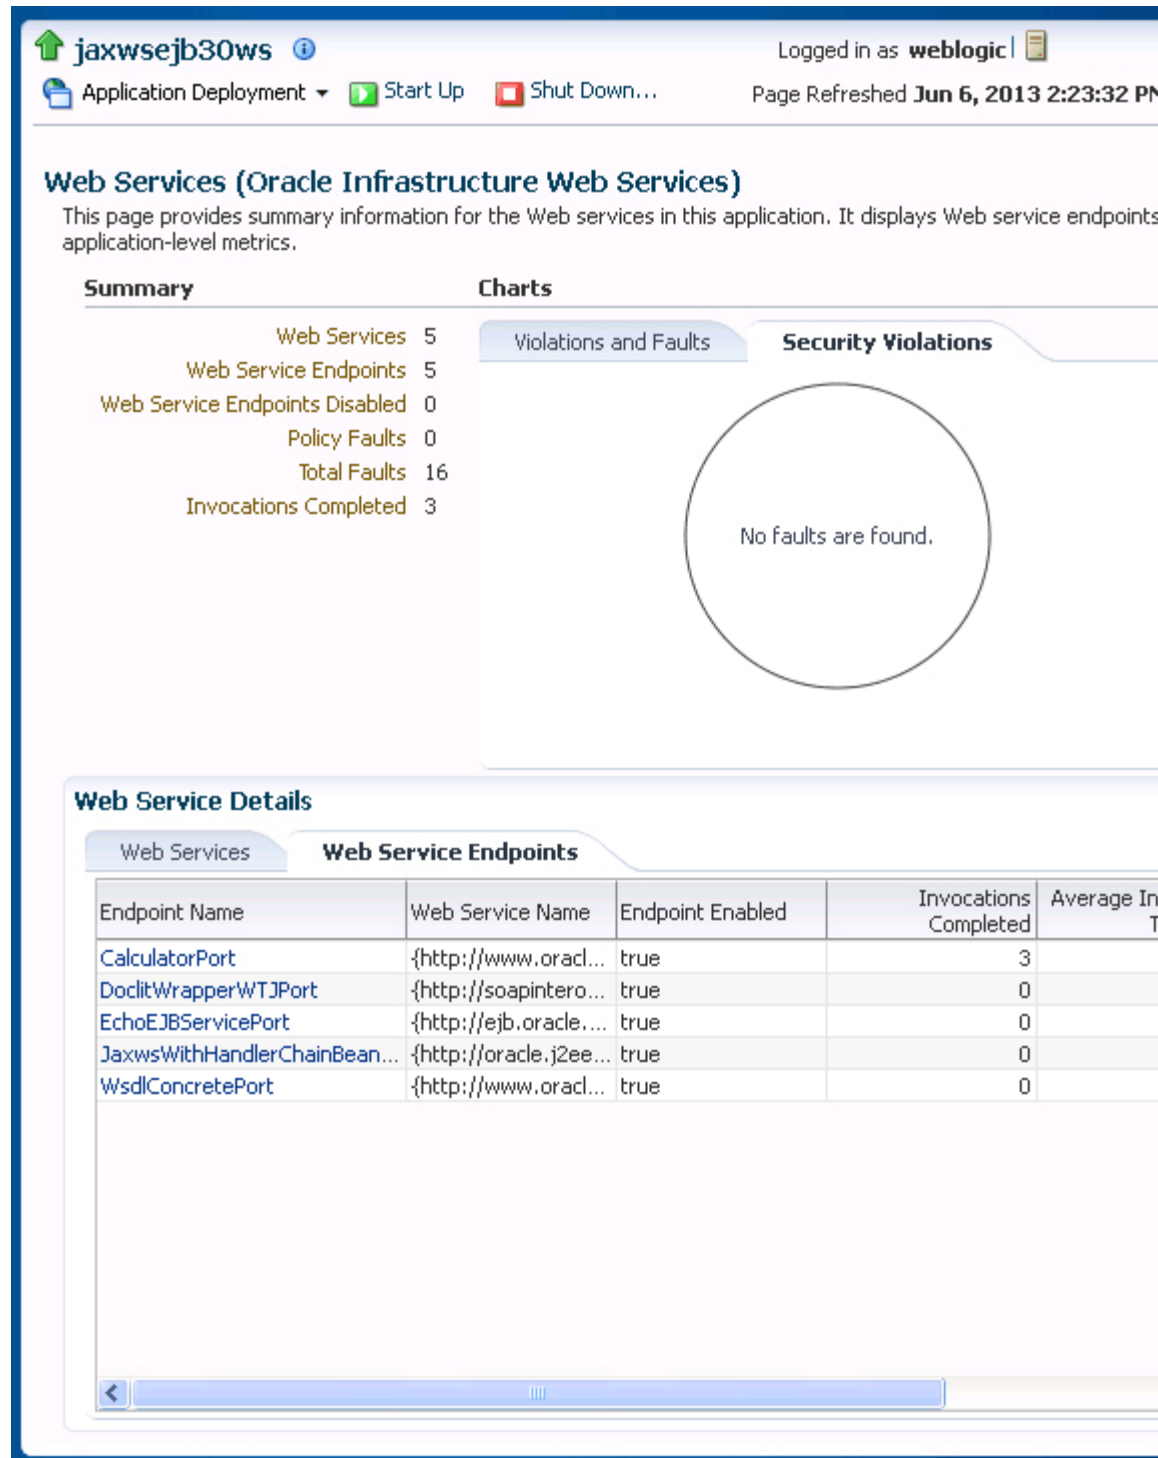 jaxwsejb30ws
Logged in as weblogic
Application Deployment Start Up Shut Down...
Page Refreshed Jun 6, 2013 2:23:32
Web Services (Oracle Infrastructure Web Services)
This page provides summary information for the Web services in this application. It displays Web service endpoints
application-level metrics.
Summary
Charts
Web Services 5
Web Service Endpoints 5
Web Service Endpoints Disabled 0
Policy Faults 0
Total Faults 16
Invocations Completed 3
Violations and Faults Security Violations
No faults are found.
Web Service Details
Web Services Web Service Endpoints
Endpoint Name Web Service Name Endpoint Enabled Invocations Completed Average
CalculatorPort {http://www.oracl... true 3
DoclitWrapperWTJPort {http://soapintero... true 0
EchoEJBServicePort {http://ejb.oracle.... true 0
JaxwsWithHandlerChainBean... {http://oracle.j2ee... true 0
WsdlConcretePort {http://www.oracl... true 0